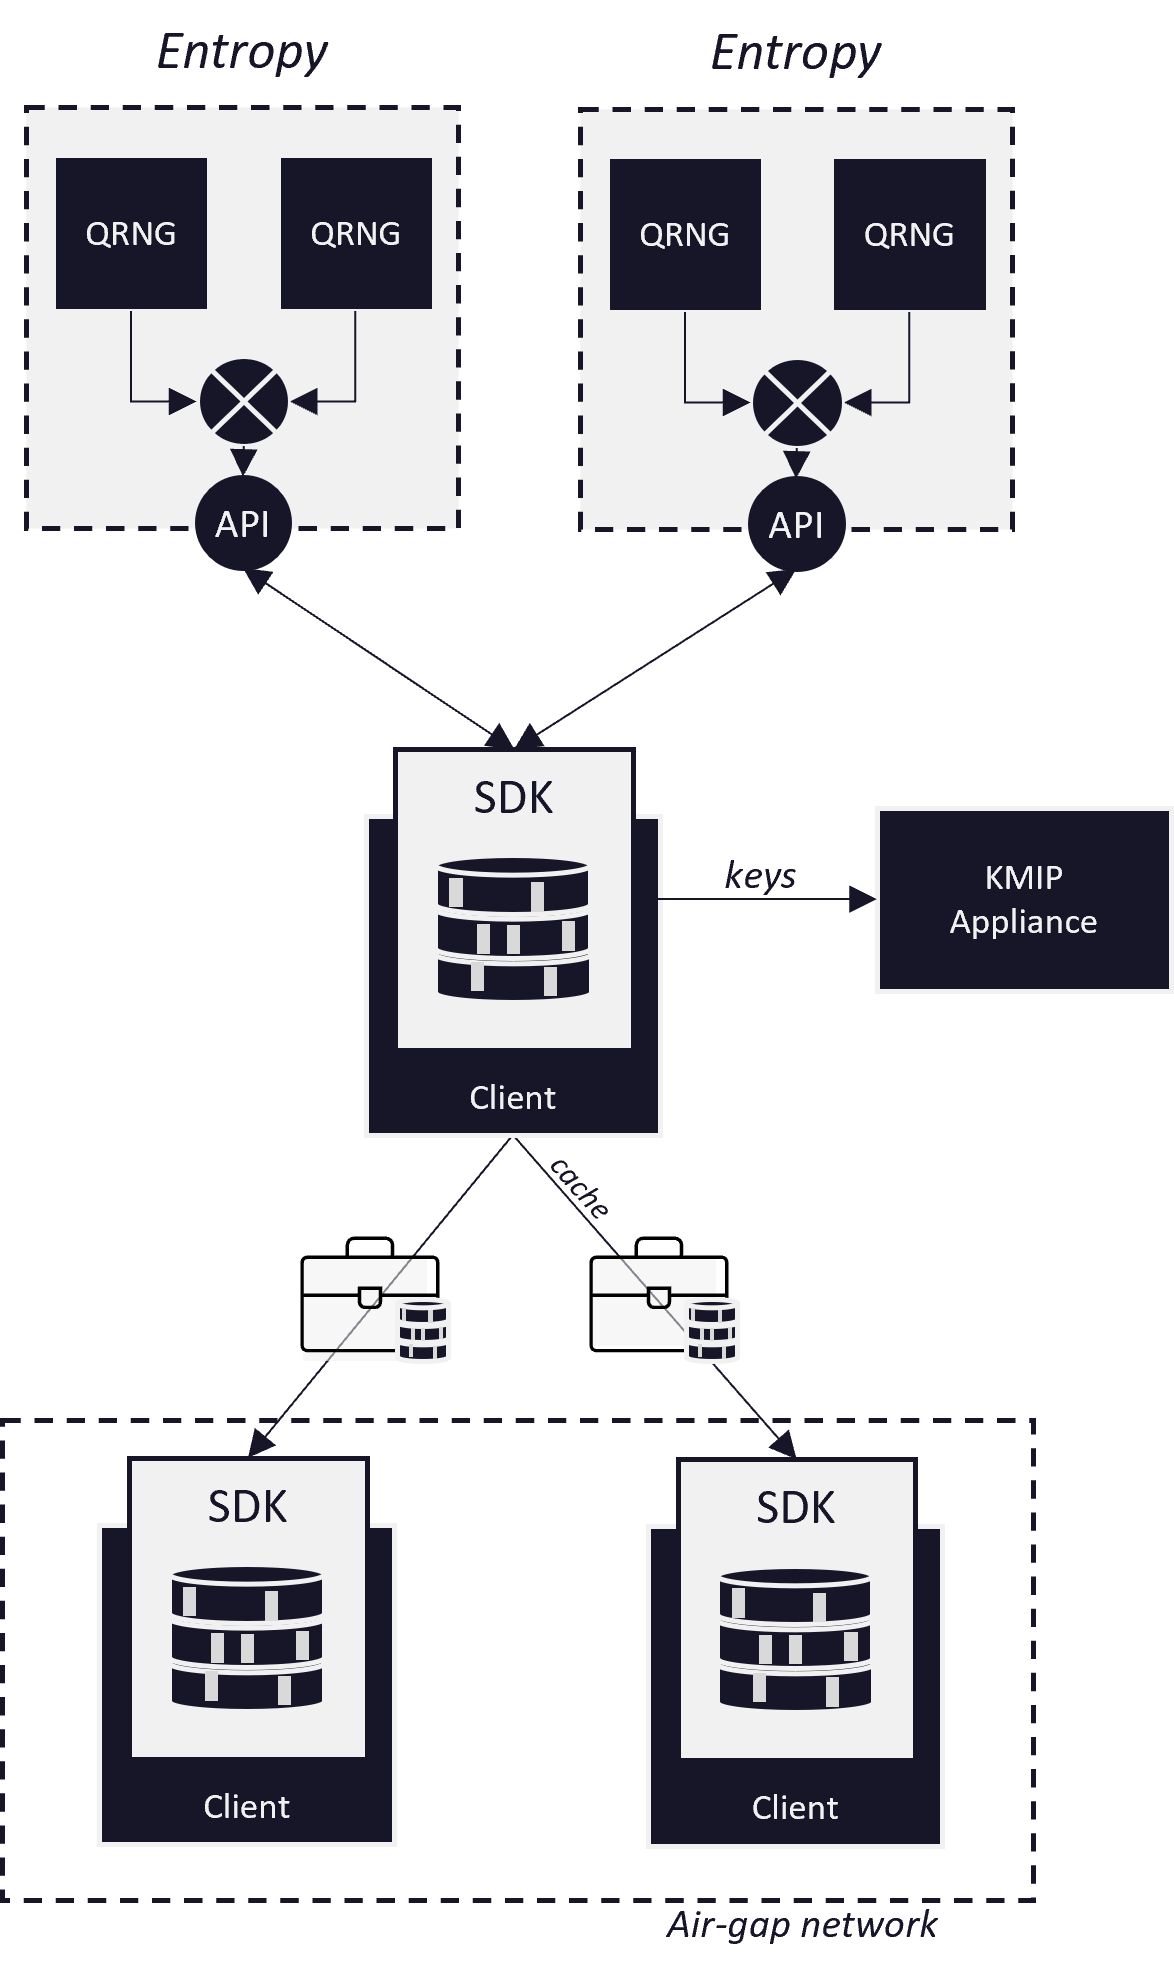 Entropy
Entropy
QRNG
QRNG
QRNG
QRNG
API
API
SDK
keys
KMIP
Appliance
Client
cache
SDK
SDK
Client
Client
Air-gap network